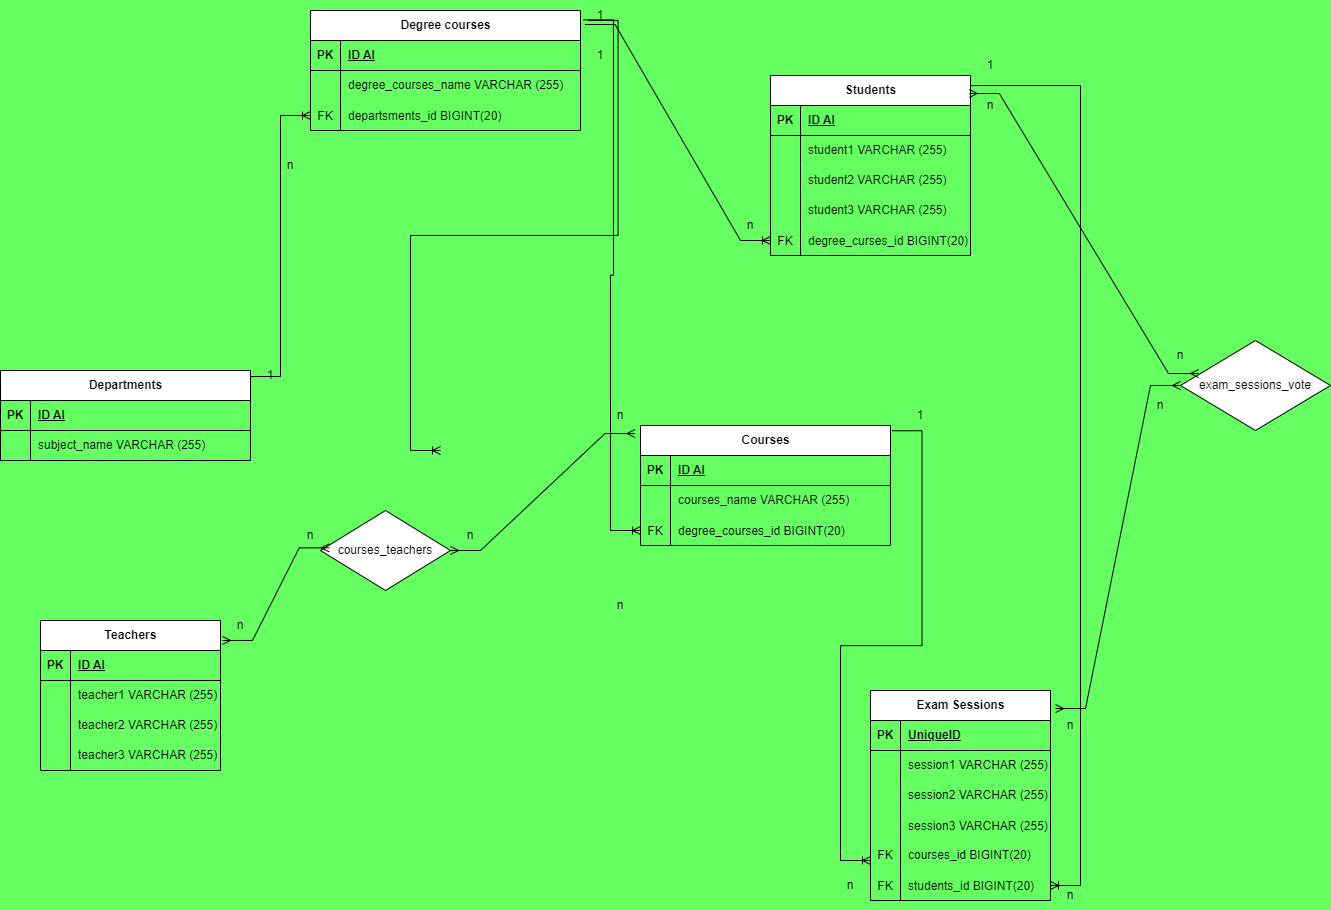 Degree courses
PK ID AI
degree_courses_name VARCHAR (255)
FK departsments_id BIGINT(20)
1
1
n
n
Students
PK ID AI
student1 VARCHAR (255)
student2 VARCHAR (255)
student3 VARCHAR (255)
FK degree_curses_id BIGINT(20)
1
n
n
exam_sessions_vote
n
Departments
PK ID AI
subject_name VARCHAR (255)
1
n
Courses
PK ID AI
courses_name VARCHAR (255)
FK degree_courses_id BIGINT(20)
1
n
courses_teachers
n
n
n
Teachers
PK ID AI
teacher1 VARCHAR (255)
teacher2 VARCHAR (255)
teacher3 VARCHAR (255)
Exam Sessions
PK UniqueID
session1 VARCHAR (255)
session2 VARCHAR (255)
session3 VARCHAR (255)
FK courses_id BIGINT(20)
FK students_id BIGINT(20)
n
n
n